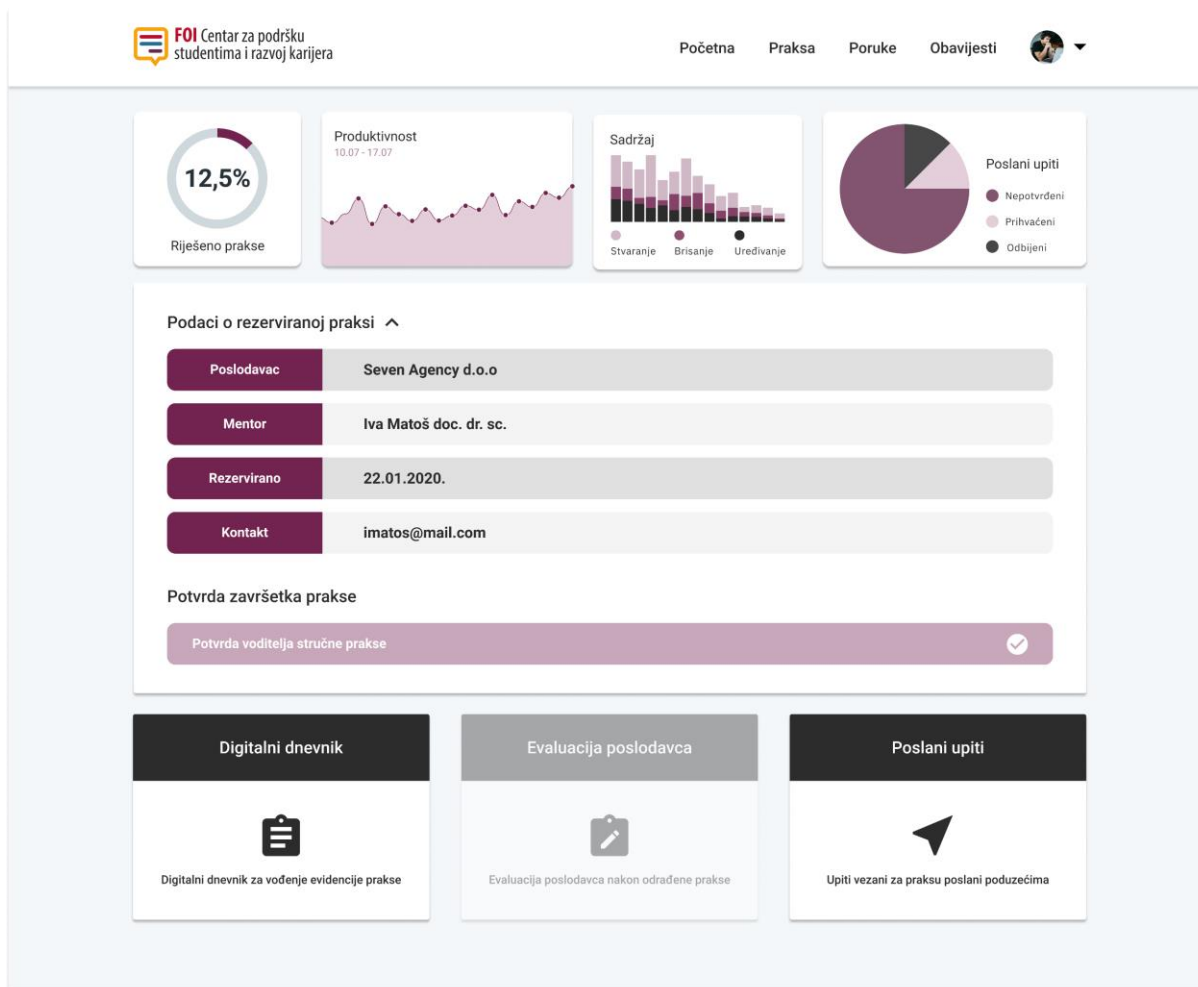 FOI Centar za podršku
studentima i razvoj karijera
Početna
Praksa
Poruke
Obavijesti
12,5%
Riješeno prakse
Produktivnost
10.07 - 17.07
Sadržaj
Stvaranje
Brisanje
Uređivanje
Poslani upiti
Nepotvrđeni
Prihvaćeni
Odbijeni
Podaci o rezerviranoj praksi
Poslodavac
Seven Agency d.o.o
Mentor
Iva Matoš doc. dr. sc.
Rezervirano
22.01.2020.
Kontakt
imatos@mail.com
Potvrda završetka prakse
Potvrda voditelja stručne prakse
Digitalni dnevnik
Digitalni dnevnik za vođenje evidencije prakse
Evaluacija poslodavca
Evaluacija poslodavca nakon odrađene prakse
Poslani upiti
Upiti vezani za praksu poslani poduzećima